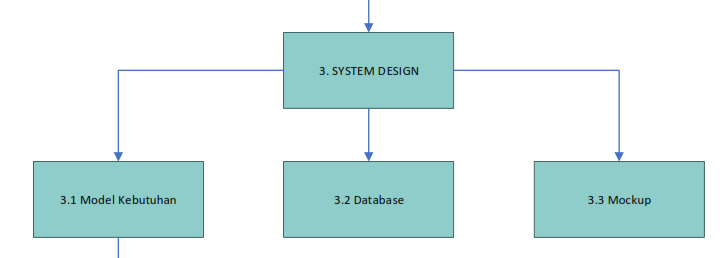 3. SYSTEM DESIGN
3.1 Model Kebutuhan
3.2 Database
3.3 Mockup